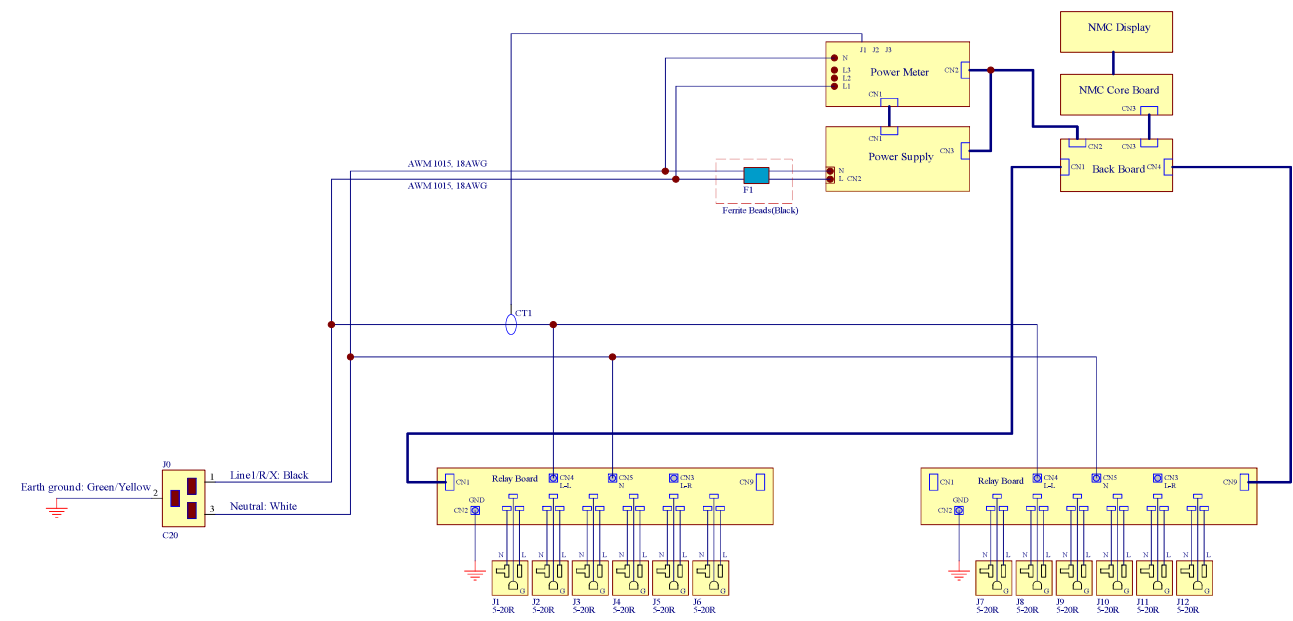 NMC Display
J1 J2 J3
N
L3
L2
L1
Power Meter
CN2
CN1
NMC Core Board
CN3
CN1
Power Supply
CN3
N
L CN2
CN2
CN3
CN1
Back Board
CN4
AWM 1015, 18AWG
AWM 1015, 18AWG
F1
Ferrite Beads(Black)
CT1
J0
1
Line1/R/X: Black
Earth ground: Green/Yellow
2
3
Neutral: White
C20
CN1
Relay Board
CN4
L-L
CN5
N
CN3
L-R
CN9
GND
CN2
N L N L N L N L N L N L
G G G G G G
J1 J2 J3 J4 J5 J6
5-20R 5-20R 5-20R 5-20R 5-20R 5-20R
CN1
Relay Board
CN4
L-L
CN5
N
CN3
L-R
CN9
GND
CN2
N L N L N L N L N L N L
G G G G G G
J7 J8 J9 J10 J11 J12
5-20R 5-20R 5-20R 5-20R 5-20R 5-20R